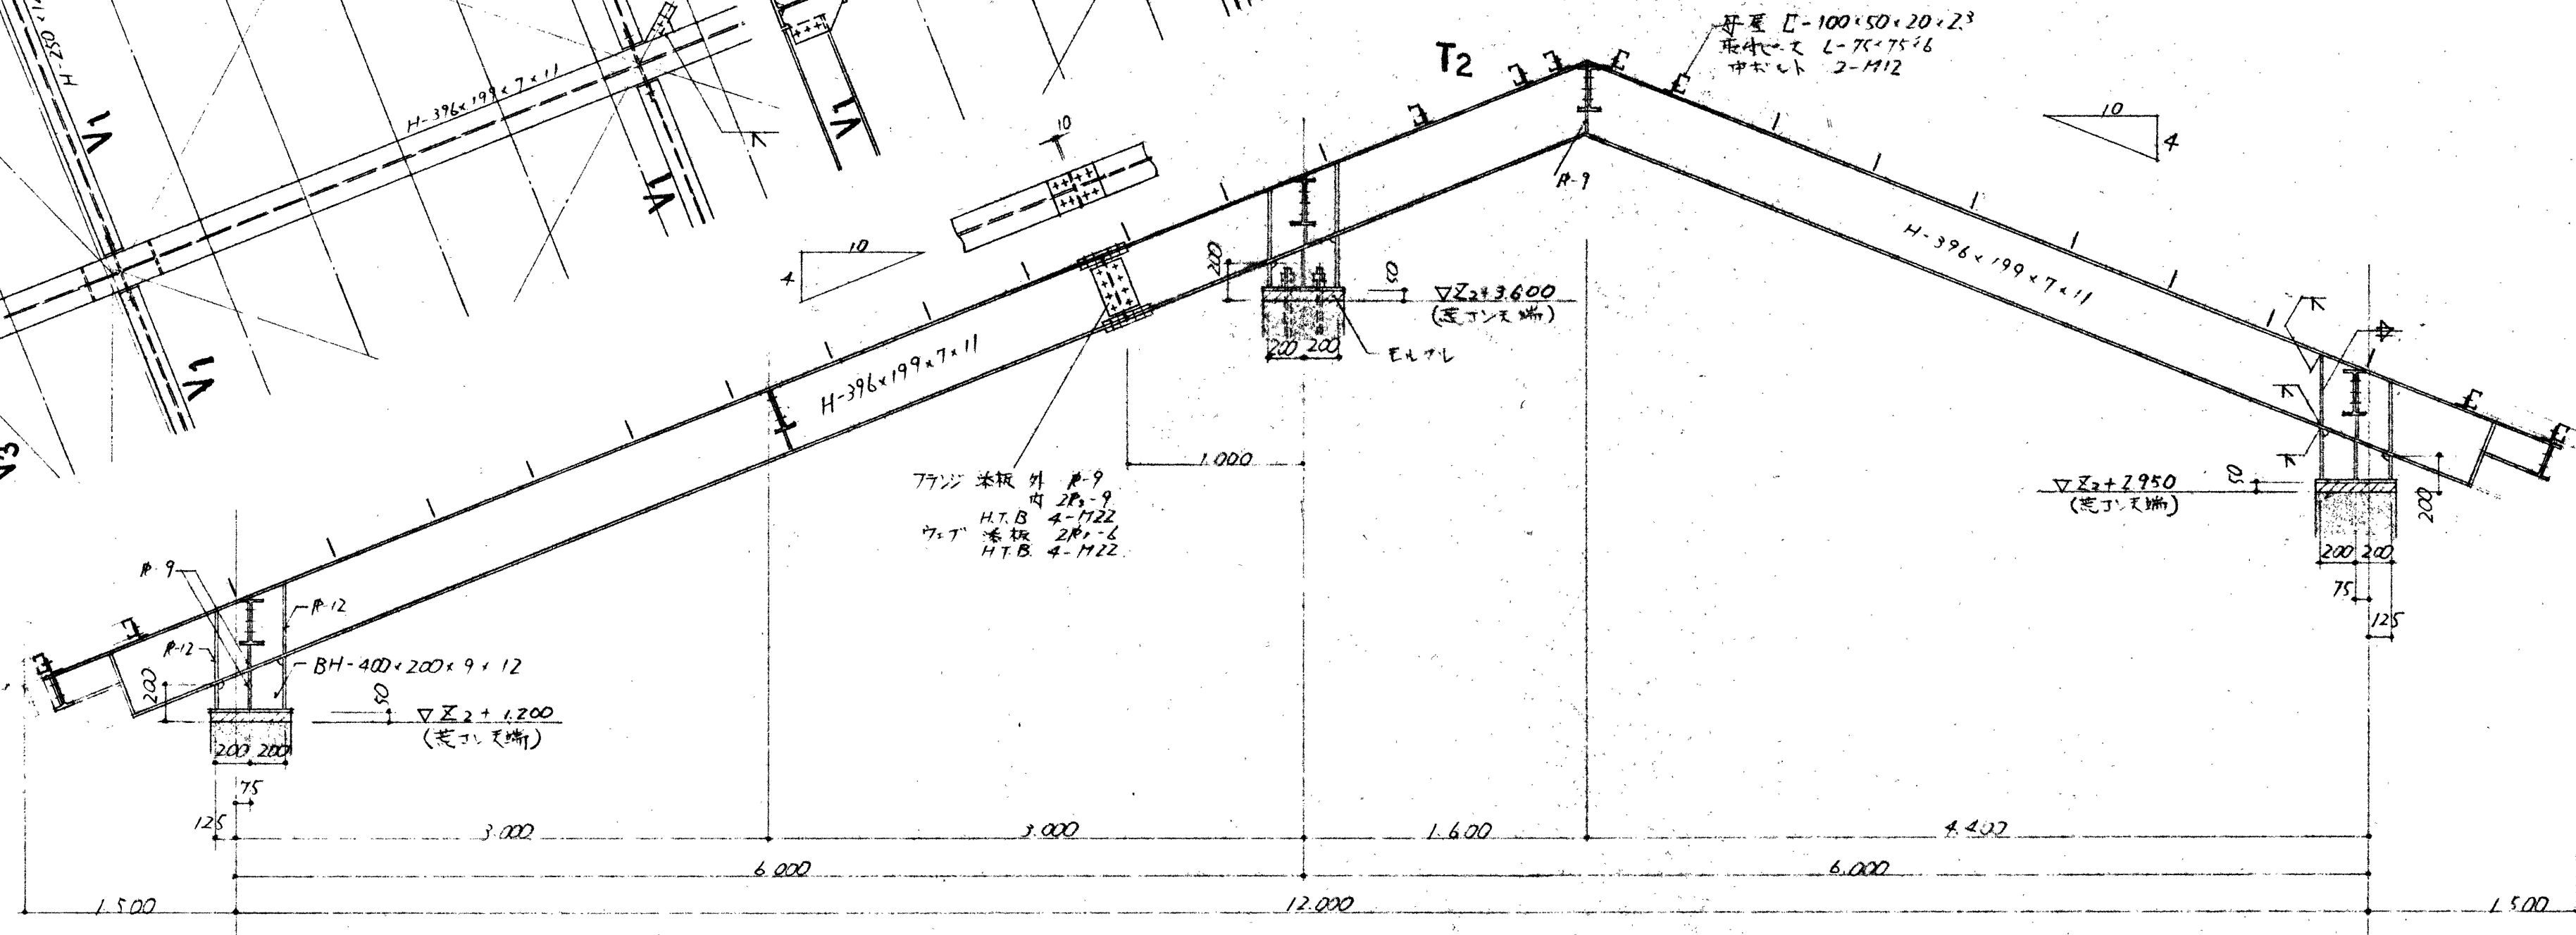 T2
母屋 C-100×50×20×2.3
取付ピース L-75×75×6
中ボルト 2-M12
H-250
V1
H-396×199×7×11
V1
V1
V1
V3
10
10
4
10
4
H-396×199×7×11
H-396×199×7×11
PL-9
200
50
▽Z2+3.600
(荒コン天端)
200 200
モルタル
1.000
フランジ 添板 外 PL-9
内 2PLs-9
H.T.B 4-M22
ウェブ 添板 2PLs-6
H.T.B. 4-M22
▽Z2+2.950
(荒コン天端)
50
200
200 200
75
125
PL-9
PL-12
PL-12
BH-400×200×9×12
200
50
▽Z2+1.200
(荒コン天端)
200 200
75
125
3.000
3.000
1.600
4.400
6.000
6.000
1.500
12.000
1.500